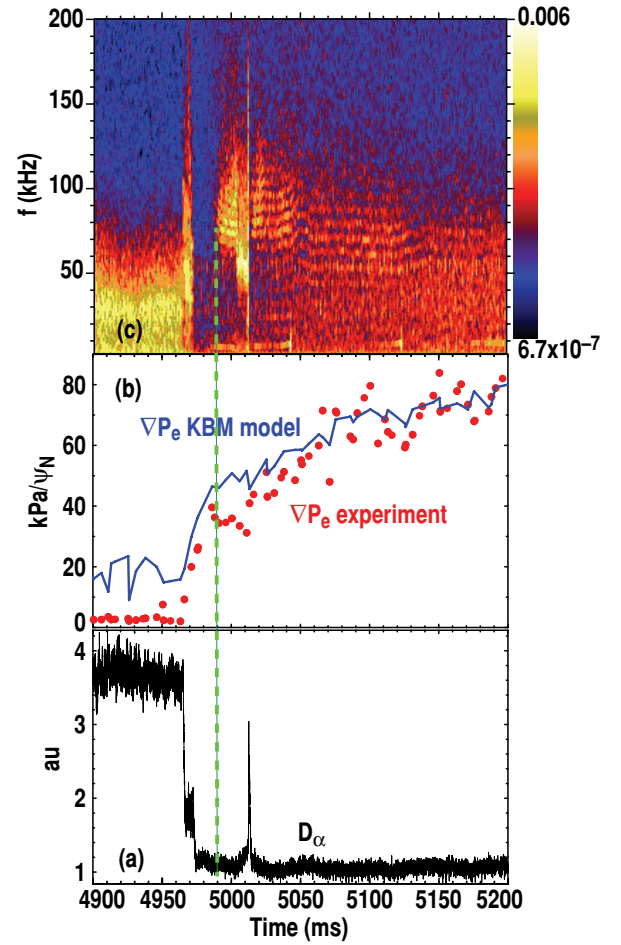 200
150
100
50
f (kHz)
(c)
0.006
6.7x10⁻⁷
80
60
40
20
0
kPa/ψN
(b)
∇Pe KBM model
∇Pe experiment
4
3
2
1
au
(a)
Dα
4900 4950 5000 5050 5100 5150 5200
Time (ms)